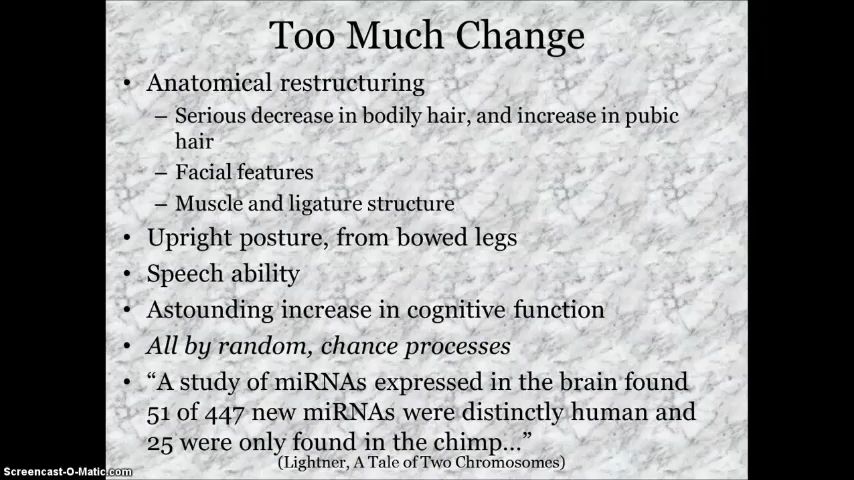 Too Much Change
• Anatomical restructuring
– Serious decrease in bodily hair, and increase in pubic
hair
– Facial features
– Muscle and ligature structure
• Upright posture, from bowed legs
• Speech ability
• Astounding increase in cognitive function
• All by random, chance processes
• “A study of miRNAs expressed in the brain found
51 of 447 new miRNAs were distinctly human and
25 were only found in the chimp…”
(Lightner, A Tale of Two Chromosomes)
Screencast-O-Matic.com